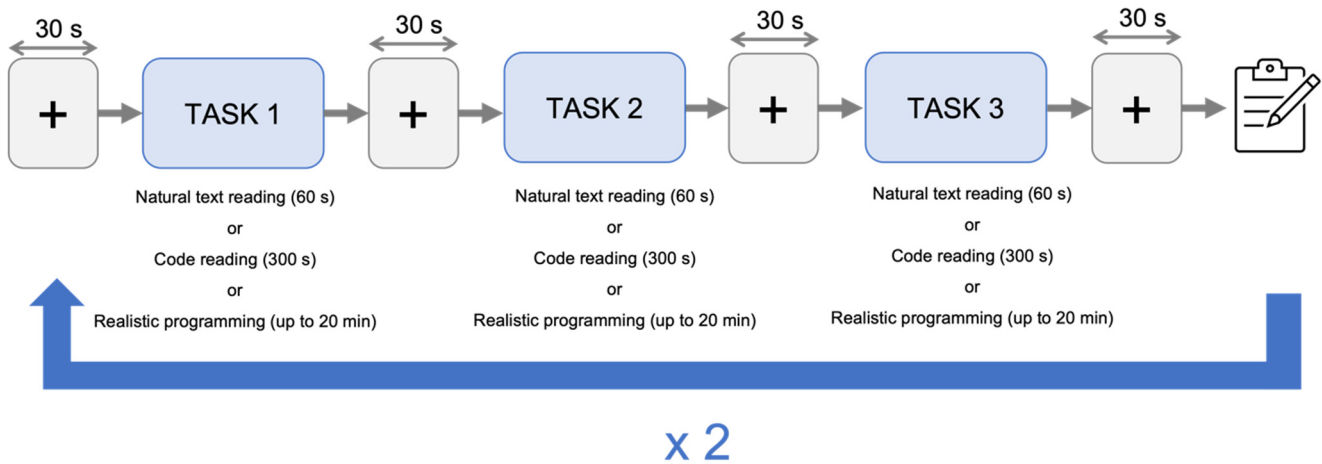 30 s
30 s
30 s
30 s
+
TASK 1
+
TASK 2
+
TASK 3
+
Natural text reading (60 s)
or
Code reading (300 s)
or
Realistic programming (up to 20 min)
Natural text reading (60 s)
or
Code reading (300 s)
or
Realistic programming (up to 20 min)
Natural text reading (60 s)
or
Code reading (300 s)
or
Realistic programming (up to 20 min)
x 2